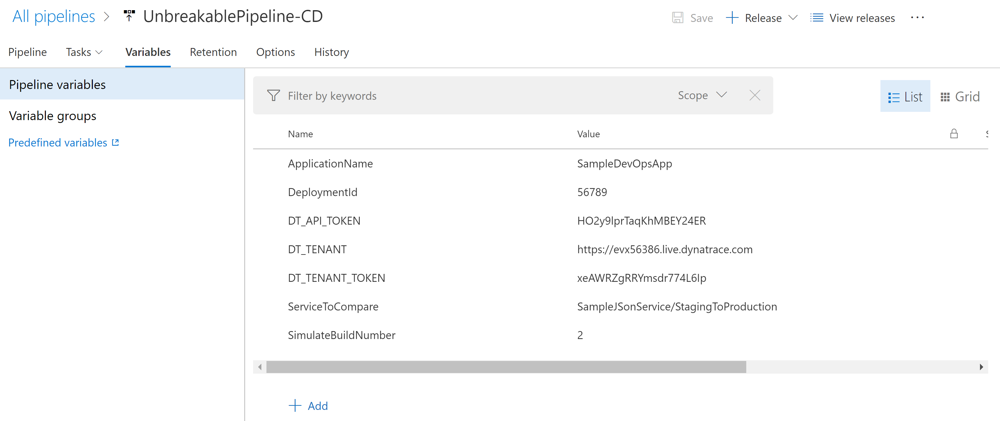 All pipelines > UnbreakablePipeline-CD
Save
Release
View releases
Pipeline Tasks Variables Retention Options History
Pipeline variables
Variable groups
Predefined variables
Filter by keywords Scope
List Grid
Name Value
ApplicationName SampleDevOpsApp
DeploymentId 56789
DT_API_TOKEN HO2y9lprTaqKhMBEY24ER
DT_TENANT https://evx56386.live.dynatrace.com
DT_TENANT_TOKEN xeAWRZgRRYmsdr774L6Ip
ServiceToCompare SampleJSonService/StagingToProduction
SimulateBuildNumber 2
Add